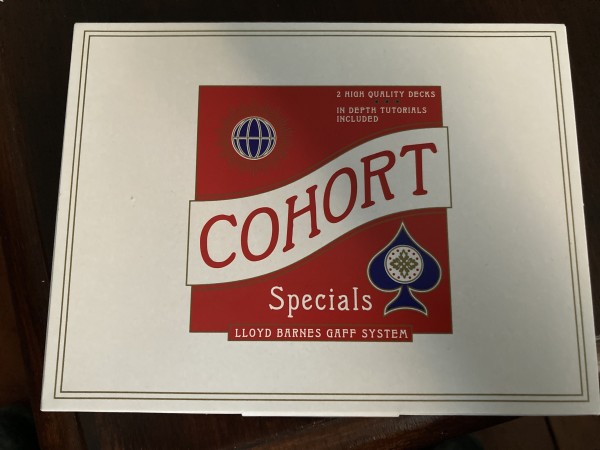 2 HIGH QUALITY DECKS
IN DEPTH TUTORIALS
INCLUDED
COHORT
Specials
LLOYD BARNES GAFF SYSTEM